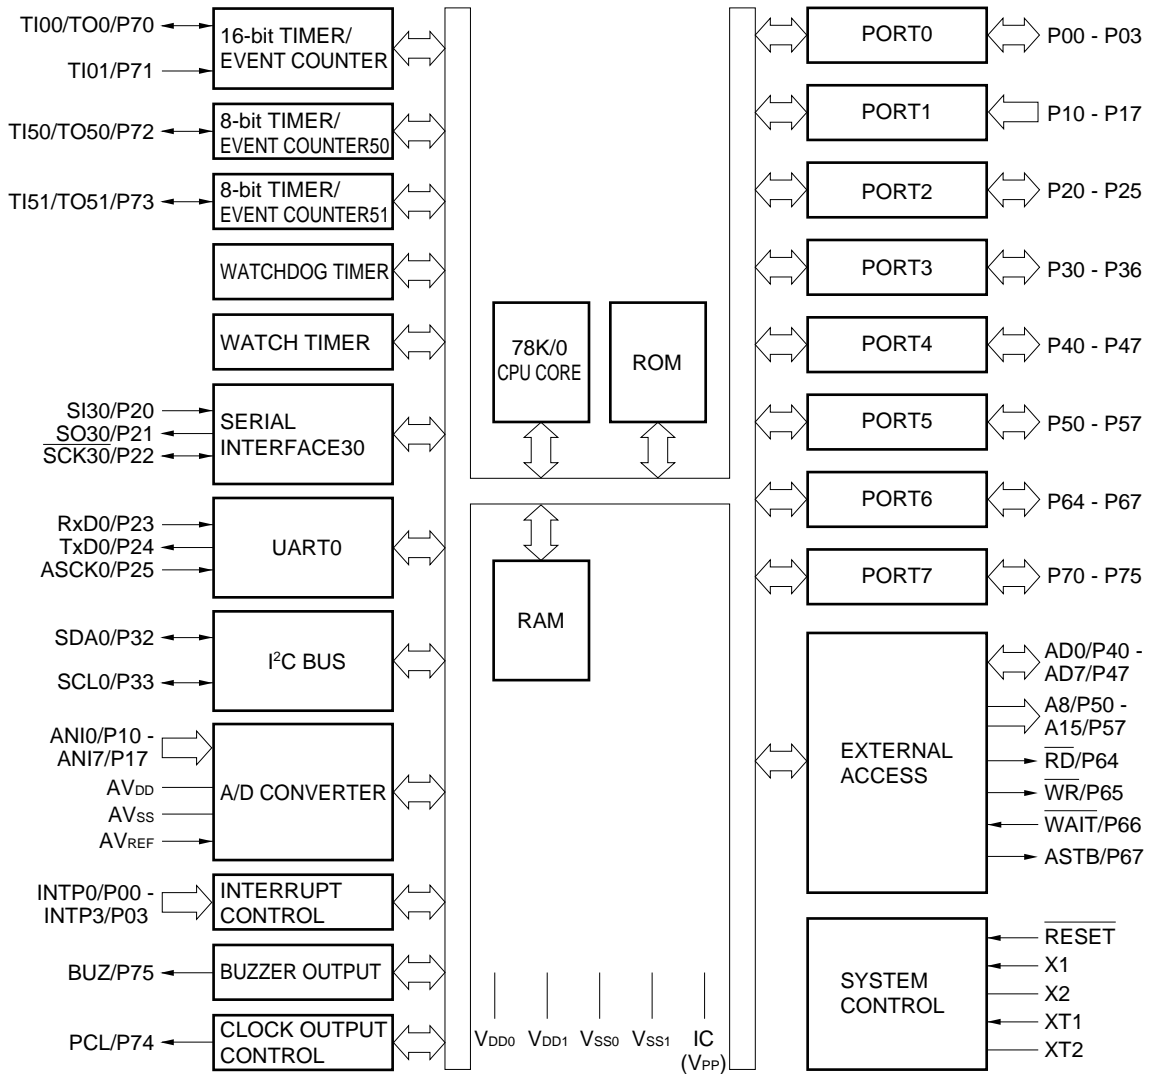 TI00/TO0/P70
TI01/P71
16-bit TIMER/
EVENT COUNTER
TI50/TO50/P72
8-bit TIMER/
EVENT COUNTER50
TI51/TO51/P73
8-bit TIMER/
EVENT COUNTER51
WATCHDOG TIMER
WATCH TIMER
SI30/P20
SO30/P21
SCK30/P22
SERIAL
INTERFACE30
RxD0/P23
TxD0/P24
ASCK0/P25
UART0
SDA0/P32
SCL0/P33
I²C BUS
ANI0/P10 -
ANI7/P17
AVDD
AVSS
AVREF
A/D CONVERTER
INTP0/P00 -
INTP3/P03
INTERRUPT
CONTROL
BUZ/P75
BUZZER OUTPUT
PCL/P74
CLOCK OUTPUT
CONTROL
78K/0
CPU CORE
ROM
RAM
VDD0 VDD1 VSS0 VSS1 IC
(VPP)
PORT0
P00 - P03
PORT1
P10 - P17
PORT2
P20 - P25
PORT3
P30 - P36
PORT4
P40 - P47
PORT5
P50 - P57
PORT6
P64 - P67
PORT7
P70 - P75
EXTERNAL
ACCESS
AD0/P40 -
AD7/P47
A8/P50 -
A15/P57
RD/P64
WR/P65
WAIT/P66
ASTB/P67
SYSTEM
CONTROL
RESET
X1
X2
XT1
XT2